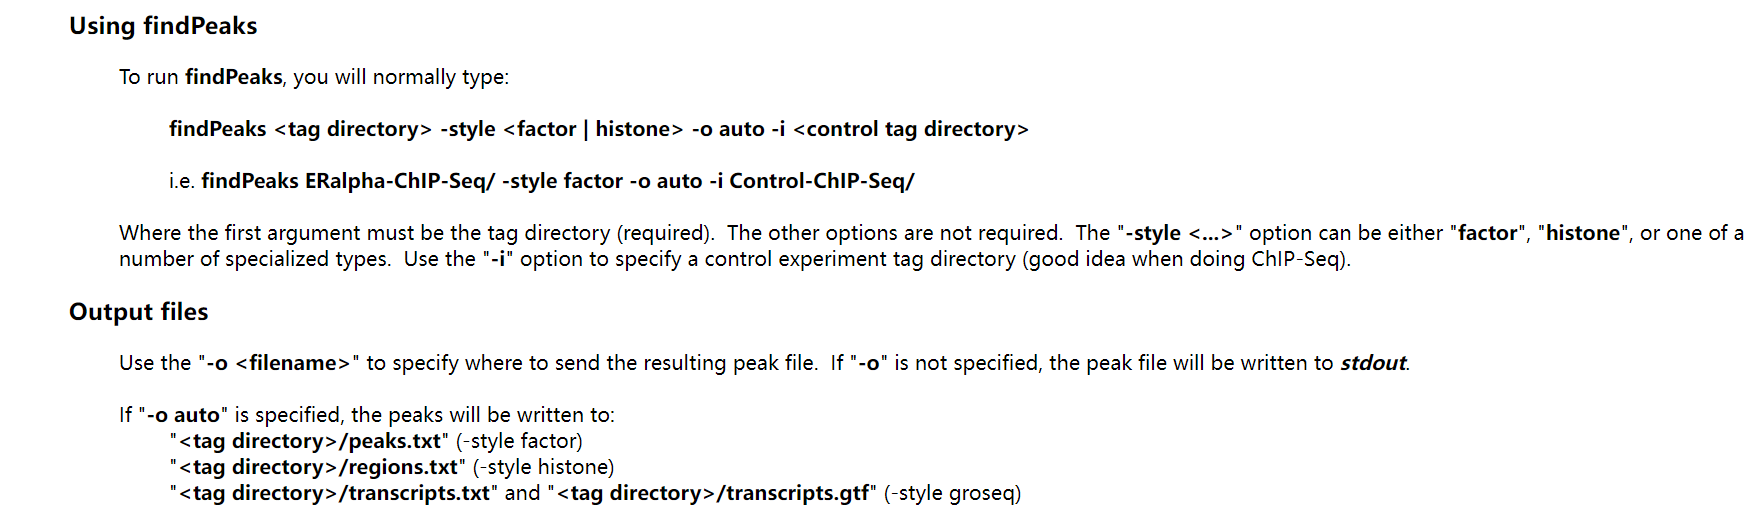 Using findPeaks
To run findPeaks, you will normally type:
findPeaks <tag directory> -style <factor | histone> -o auto -i <control tag directory>
i.e. findPeaks ERalpha-ChIP-Seq/ -style factor -o auto -i Control-ChIP-Seq/
Where the first argument must be the tag directory (required).  The other options are not required.  The "-style <...>" option can be either "factor", "histone", or one of a
number of specialized types.  Use the "-i" option to specify a control experiment tag directory (good idea when doing ChIP-Seq).
Output files
Use the "-o <filename>" to specify where to send the resulting peak file.  If "-o" is not specified, the peak file will be written to stdout.
If "-o auto" is specified, the peaks will be written to:
"<tag directory>/peaks.txt" (-style factor)
"<tag directory>/regions.txt" (-style histone)
"<tag directory>/transcripts.txt" and "<tag directory>/transcripts.gtf" (-style groseq)